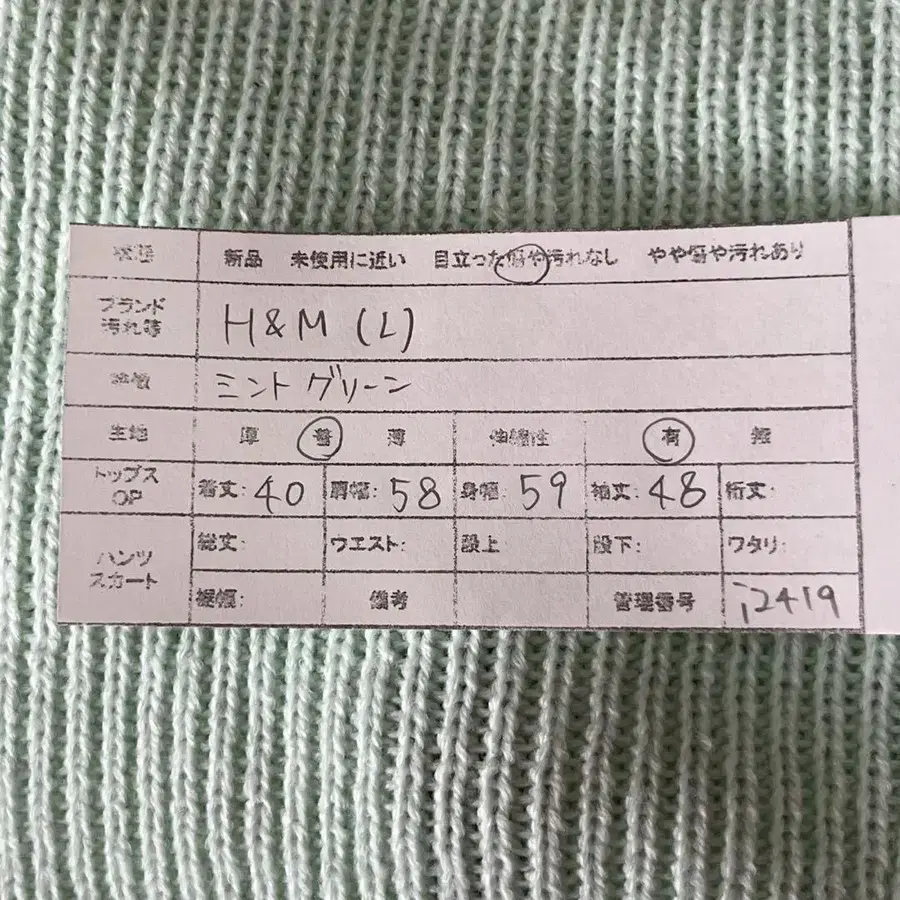 状態 新品 未使用に近い 目立った傷や汚れなし やや傷や汚れあり
ブランド
汚れ等
H&M (L)
特徴 ミントグリーン
生地 厚 普 薄 伸縮性 有 無
トップス
OP
着丈: 40 肩幅: 58 身幅: 59 袖丈: 48 裄丈:
パンツ
スカート
総丈: ウエスト: 股上 股下: ワタリ:
裾幅: 備考 管理番号 i2419